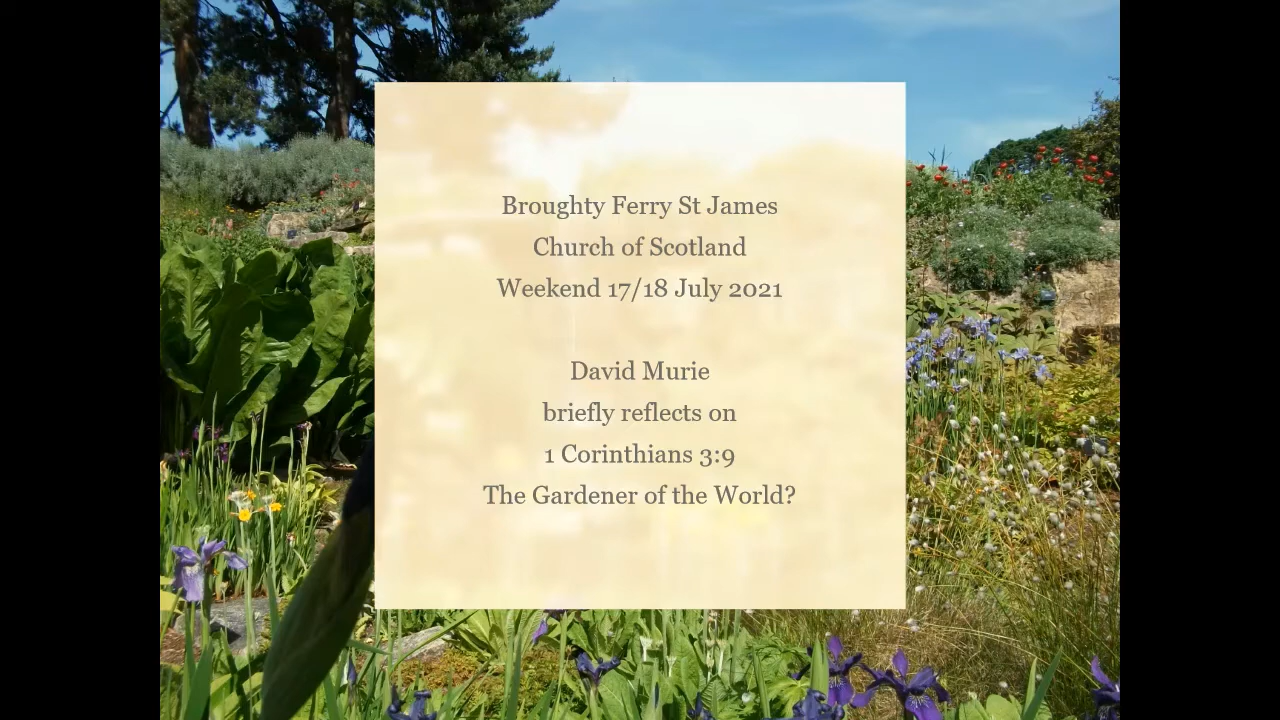 Broughty Ferry St James
Church of Scotland
Weekend 17/18 July 2021
David Murie
briefly reflects on
1 Corinthians 3:9
The Gardener of the World?